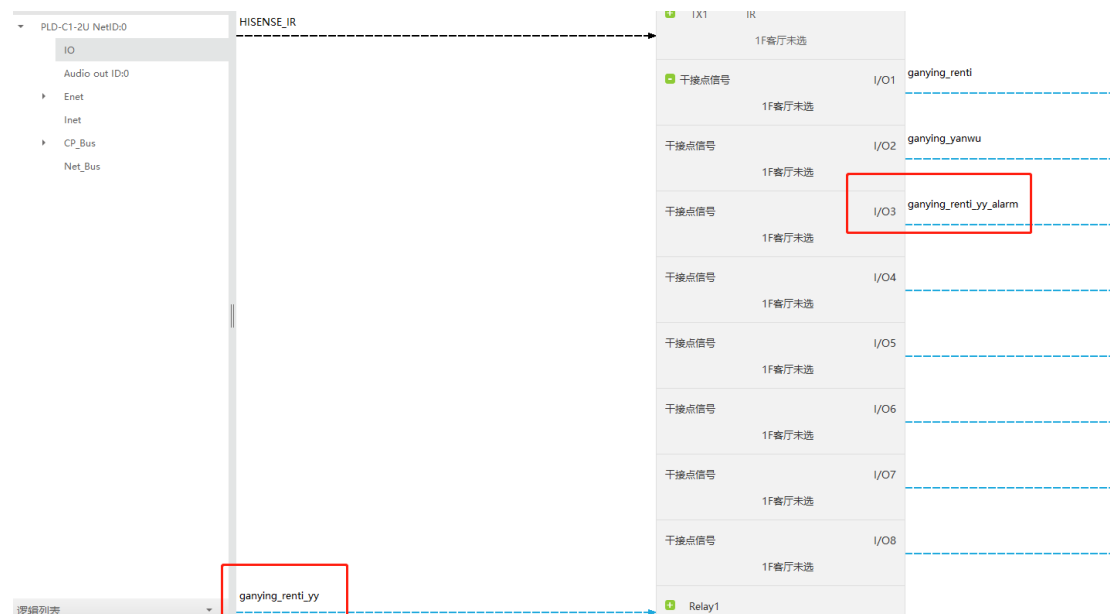 PLD-C1-2U NetID:0
IO
Audio out ID:0
Enet
Inet
CP_Bus
Net_Bus
逻辑列表
HISENSE_IR
ganying_renti_yy
TX1 IR
1F客厅未选
干接点信号 I/O1
1F客厅未选
干接点信号 I/O2
1F客厅未选
干接点信号 I/O3
1F客厅未选
干接点信号 I/O4
1F客厅未选
干接点信号 I/O5
1F客厅未选
干接点信号 I/O6
1F客厅未选
干接点信号 I/O7
1F客厅未选
干接点信号 I/O8
1F客厅未选
Relay1
ganying_renti
ganying_yanwu
ganying_renti_yy_alarm